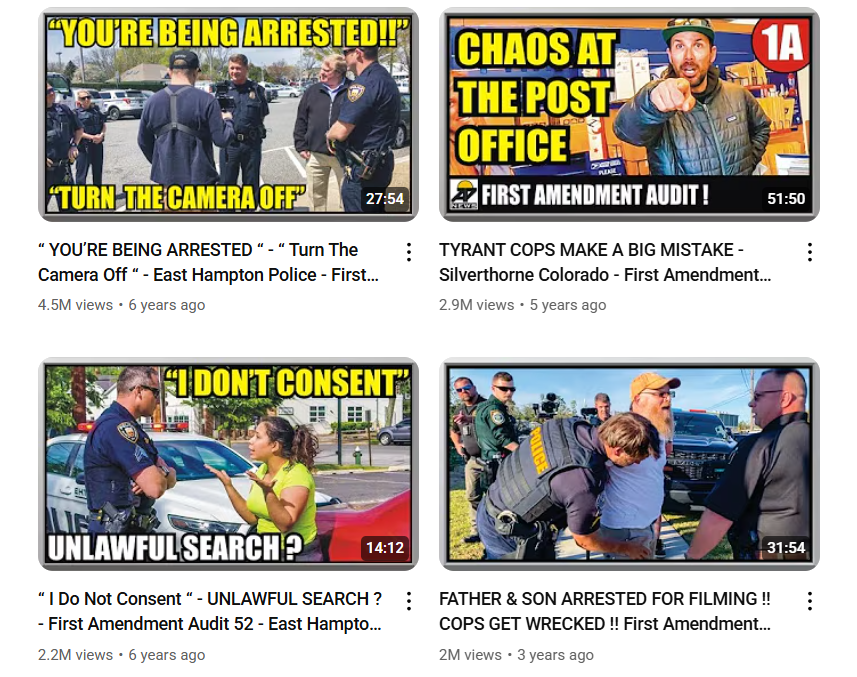 “YOU’RE BEING ARRESTED!!”
“TURN THE CAMERA OFF”
27:54
“ YOU’RE BEING ARRESTED “ - “ Turn The
Camera Off “ - East Hampton Police - First...
4.5M views • 6 years ago
CHAOS AT
THE POST
OFFICE
1A
PLEASE
NEWS
FIRST AMENDMENT AUDIT !
51:50
TYRANT COPS MAKE A BIG MISTAKE -
Silverthorne Colorado - First Amendment...
2.9M views • 5 years ago
“I DON’T CONSENT”
UNLAWFUL SEARCH ?
14:12
“ I Do Not Consent “ - UNLAWFUL SEARCH ?
- First Amendment Audit 52 - East Hampto...
2.2M views • 6 years ago
POLICE
31:54
FATHER & SON ARRESTED FOR FILMING !!
COPS GET WRECKED !! First Amendment...
2M views • 3 years ago